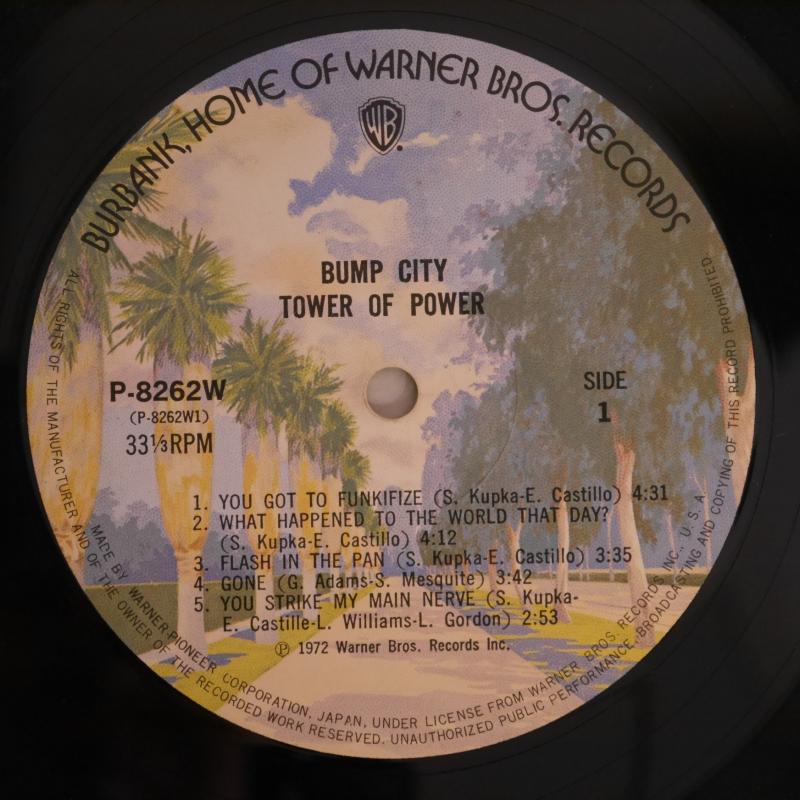 BURBANK, HOME OF WARNER BROS. RECORDS
WB
BUMP CITY
TOWER OF POWER
P-8262W
(P-8262W1)
33⅓RPM
SIDE
1
1. YOU GOT TO FUNKIFIZE (S. Kupka-E. Castillo) 4:31
2. WHAT HAPPENED TO THE WORLD THAT DAY?
(S. Kupka-E. Castillo) 4:12
3. FLASH IN THE PAN (S. Kupka-E. Castillo) 3:35
4. GONE (G. Adams-S. Mesquite) 3:42
5. YOU STRIKE MY MAIN NERVE (S. Kupka-
E. Castille-L. Williams-L. Gordon) 2:53
℗ 1972 Warner Bros. Records Inc.
MADE BY WARNER-PIONEER CORPORATION, JAPAN, UNDER LICENSE FROM WARNER BROS. RECORDS INC., U.S.A.
ALL RIGHTS OF THE MANUFACTURER AND OF THE OWNER OF THE RECORDED WORK RESERVED. UNAUTHORIZED PUBLIC PERFORMANCE·BROADCASTING AND COPYING OF THIS RECORD PROHIBITED